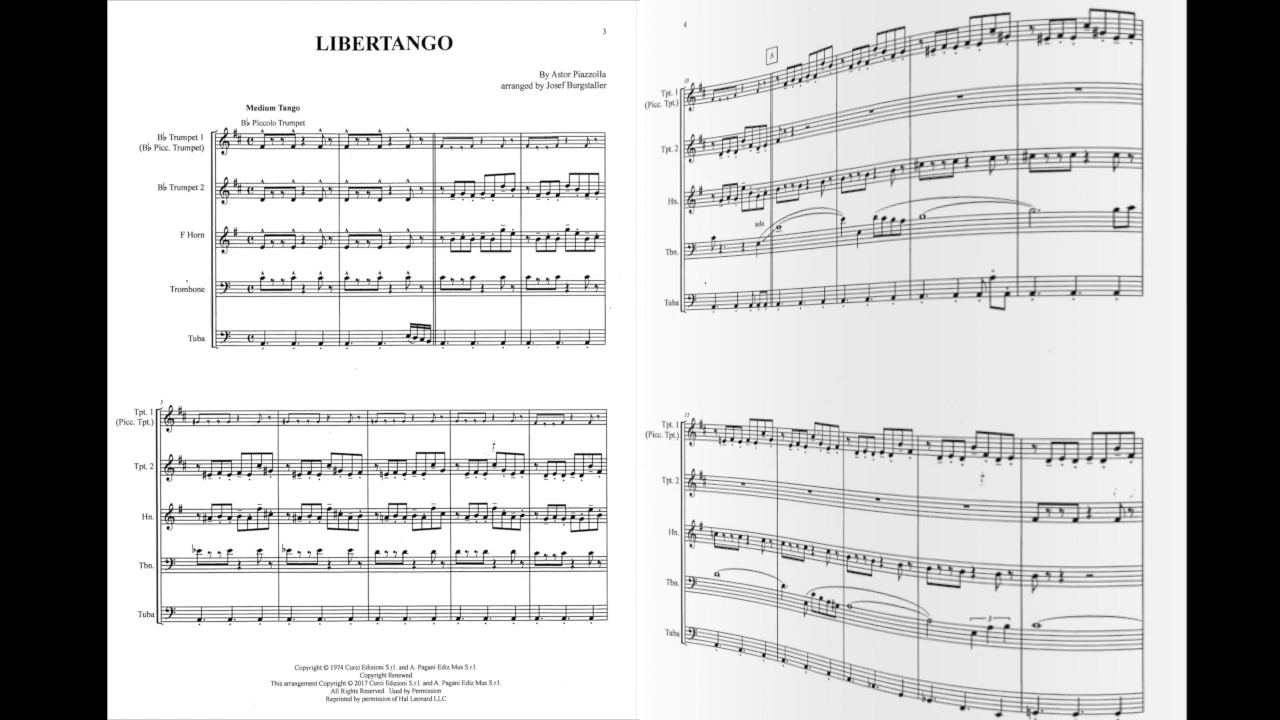 3
LIBERTANGO
By Astor Piazzolla
arranged by Josef Burgstaller
Medium Tango
B♭ Piccolo Trumpet
B♭ Trumpet 1
(B♭ Picc. Trumpet)
B♭ Trumpet 2
F Horn
Trombone
Tuba
5
Tpt. 1
(Picc. Tpt.)
Tpt. 2
Hn.
Tbn.
Tuba
Copyright © 1974 Curci Edizioni S.r.l. and A. Pagani Ediz Mus S.r.l.
Copyright Renewed
This arrangement Copyright © 2017 Curci Edizioni S.r.l. and A. Pagani Ediz Mus S.r.l.
All Rights Reserved Used by Permission
Reprinted by permission of Hal Leonard LLC
4
A
10
Tpt. 1
(Picc. Tpt.)
Tpt. 2
Hn.
solo
Tbn.
Tuba
15
Tpt. 1
(Picc. Tpt.)
Tpt. 2
Hn.
Tbn.
3
Tuba